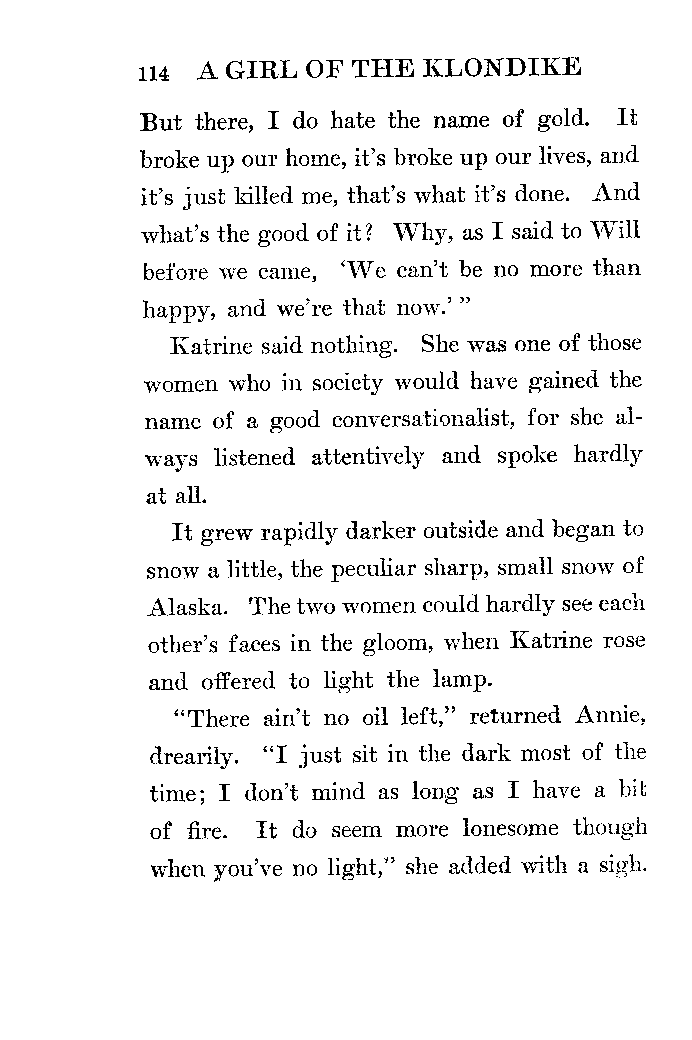 114 A GIRL OF THE KLONDIKE
But there, I do hate the name of gold. It
broke up our home, it's broke up our lives, and
it's just killed me, that's what it's done. And
what's the good of it? Why, as I said to Will
before we came, 'We can't be no more than
happy, and we're that now.' "
Katrine said nothing. She was one of those
women who in society would have gained the
name of a good conversationalist, for she al-
ways listened attentively and spoke hardly
at all.
It grew rapidly darker outside and began to
snow a little, the peculiar sharp, small snow of
Alaska. The two women could hardly see each
other's faces in the gloom, when Katrine rose
and offered to light the lamp.
"There ain't no oil left," returned Annie,
drearily. "I just sit in the dark most of the
time; I don't mind as long as I have a bit
of fire. It do seem more lonesome though
when you've no light," she added with a sigh.